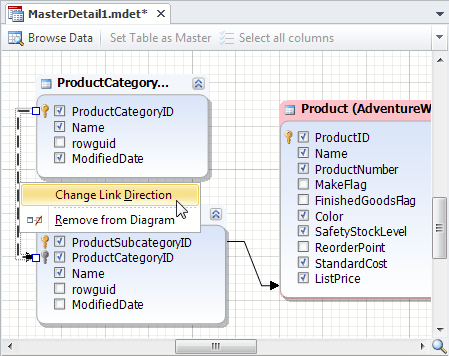 MasterDetail1.mdet*
Browse Data Set Table as Master Select all columns
ProductCategory...
ProductCategoryID
Name
rowguid
ModifiedDate
Product (AdventureW
ProductID
Name
ProductNumber
MakeFlag
FinishedGoodsFlag
Color
SafetyStockLevel
ReorderPoint
StandardCost
ListPrice
Change Link Direction
Remove from Diagram
ProductSubcategoryID
ProductCategoryID
Name
rowguid
ModifiedDate